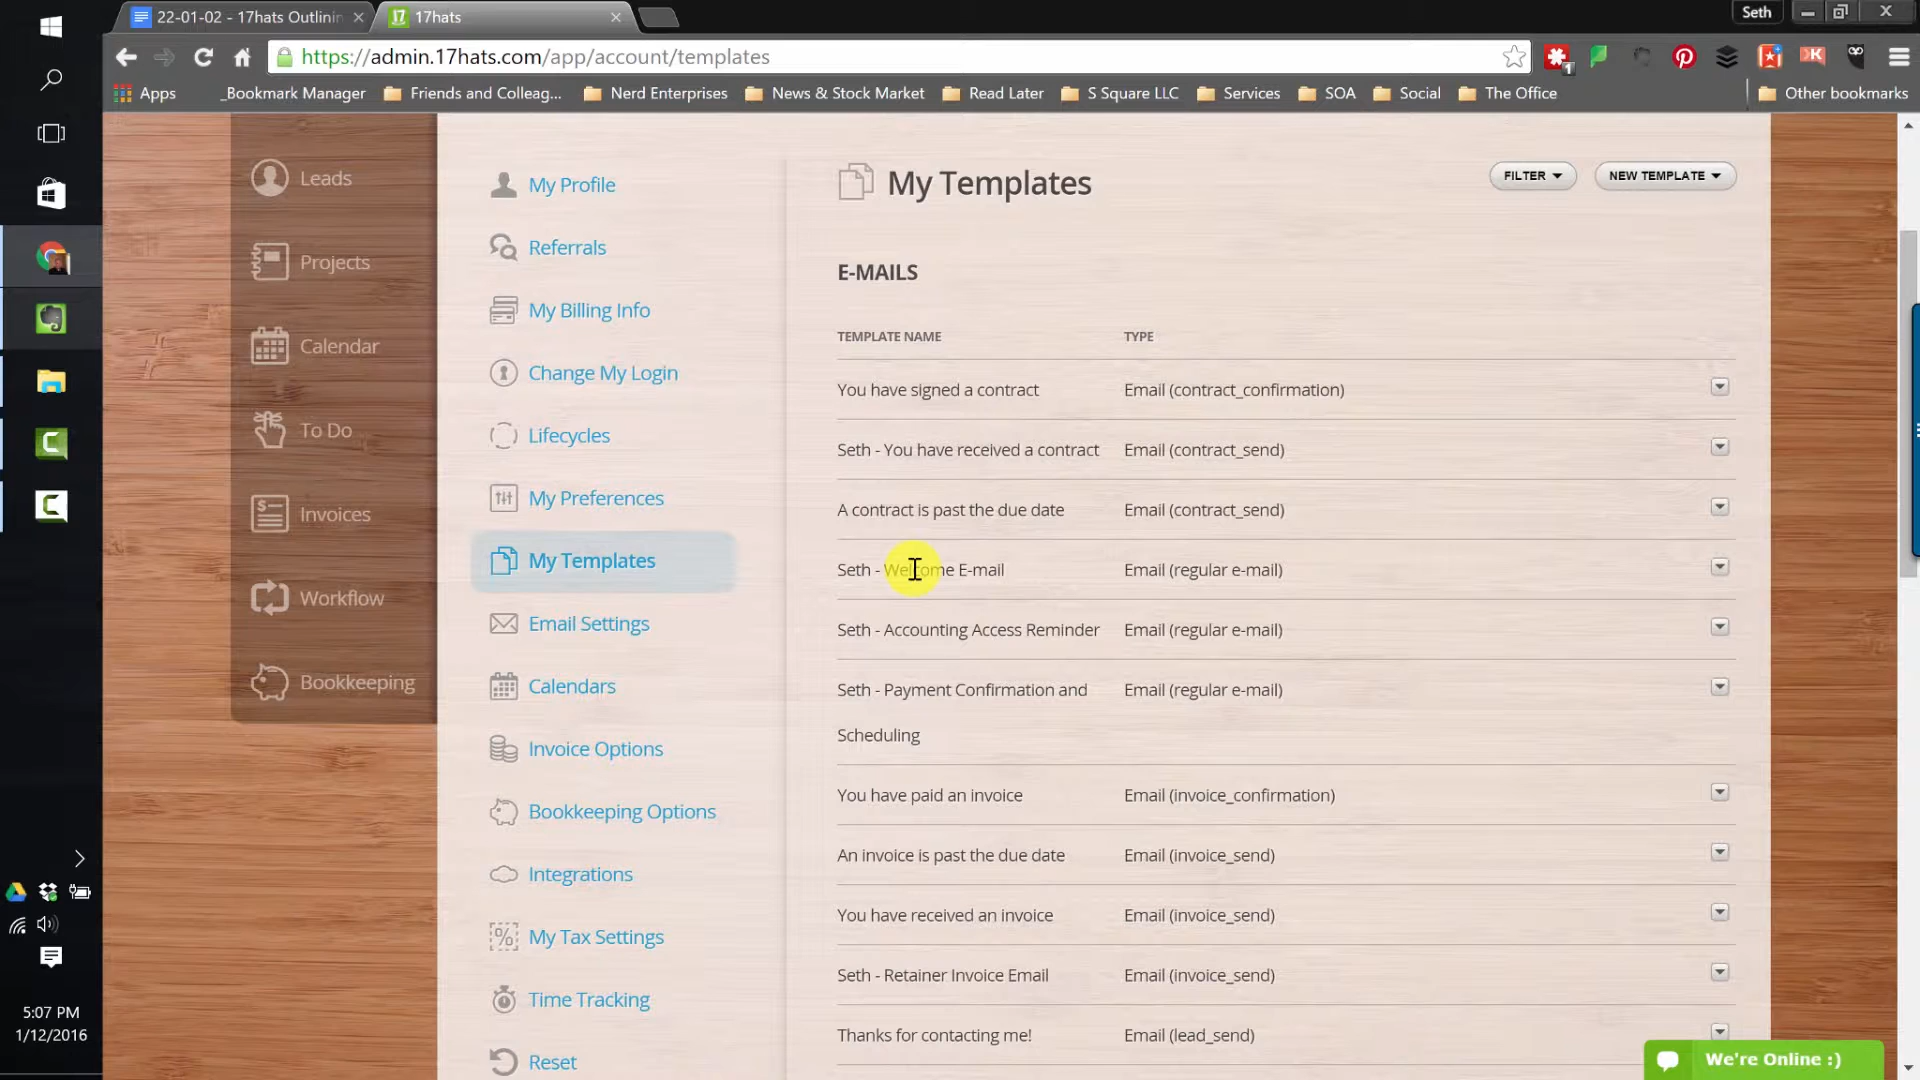 22-01-02 - 17hats Outlinin
17hats
Seth
https://admin.17hats.com/app/account/templates
1
Apps
_Bookmark Manager
Friends and Colleag...
Nerd Enterprises
News & Stock Market
Read Later
S Square LLC
Services
SOA
Social
The Office
Other bookmarks
Leads
Projects
Calendar
To Do
Invoices
Workflow
Bookkeeping
My Profile
Referrals
My Billing Info
Change My Login
Lifecycles
My Preferences
My Templates
Email Settings
Calendars
Invoice Options
Bookkeeping Options
Integrations
My Tax Settings
Time Tracking
Reset
My Templates
FILTER
NEW TEMPLATE
E-MAILS
TEMPLATE NAME TYPE
You have signed a contract Email (contract_confirmation)
Seth - You have received a contract Email (contract_send)
A contract is past the due date Email (contract_send)
Seth - Welcome E-mail Email (regular e-mail)
Seth - Accounting Access Reminder Email (regular e-mail)
Seth - Payment Confirmation and Email (regular e-mail)
Scheduling
You have paid an invoice Email (invoice_confirmation)
An invoice is past the due date Email (invoice_send)
You have received an invoice Email (invoice_send)
Seth - Retainer Invoice Email Email (invoice_send)
Thanks for contacting me! Email (lead_send)
We're Online :)
5:07 PM
1/12/2016